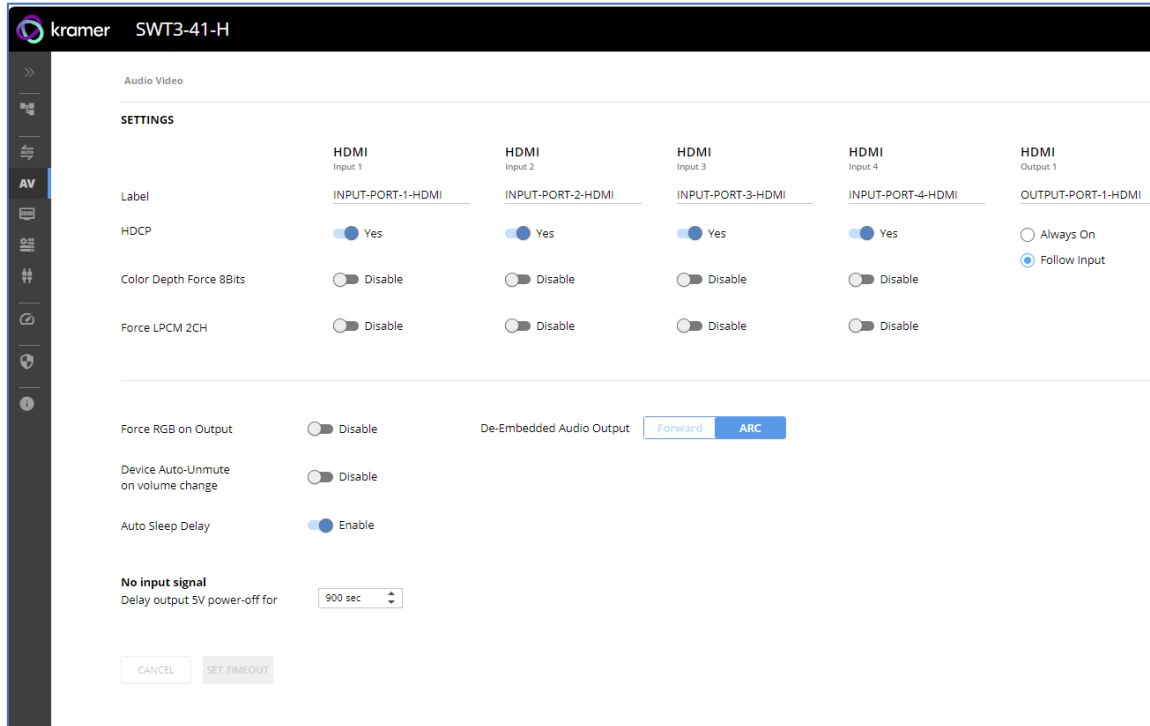 kramer SWT3-41-H
Audio Video
SETTINGS
HDMI HDMI HDMI HDMI HDMI
Input 1 Input 2 Input 3 Input 4 Output 1
Label INPUT-PORT-1-HDMI INPUT-PORT-2-HDMI INPUT-PORT-3-HDMI INPUT-PORT-4-HDMI OUTPUT-PORT-1-HDMI
HDCP Yes Yes Yes Yes Always On
Follow Input
Color Depth Force 8Bits Disable Disable Disable Disable
Force LPCM 2CH Disable Disable Disable Disable
Force RGB on Output Disable De-Embedded Audio Output Forward ARC
Device Auto-Unmute
on volume change Disable
Auto Sleep Delay Enable
No input signal
Delay output 5V power-off for 900 sec
CANCEL SET TIMEOUT
AUTO
AV